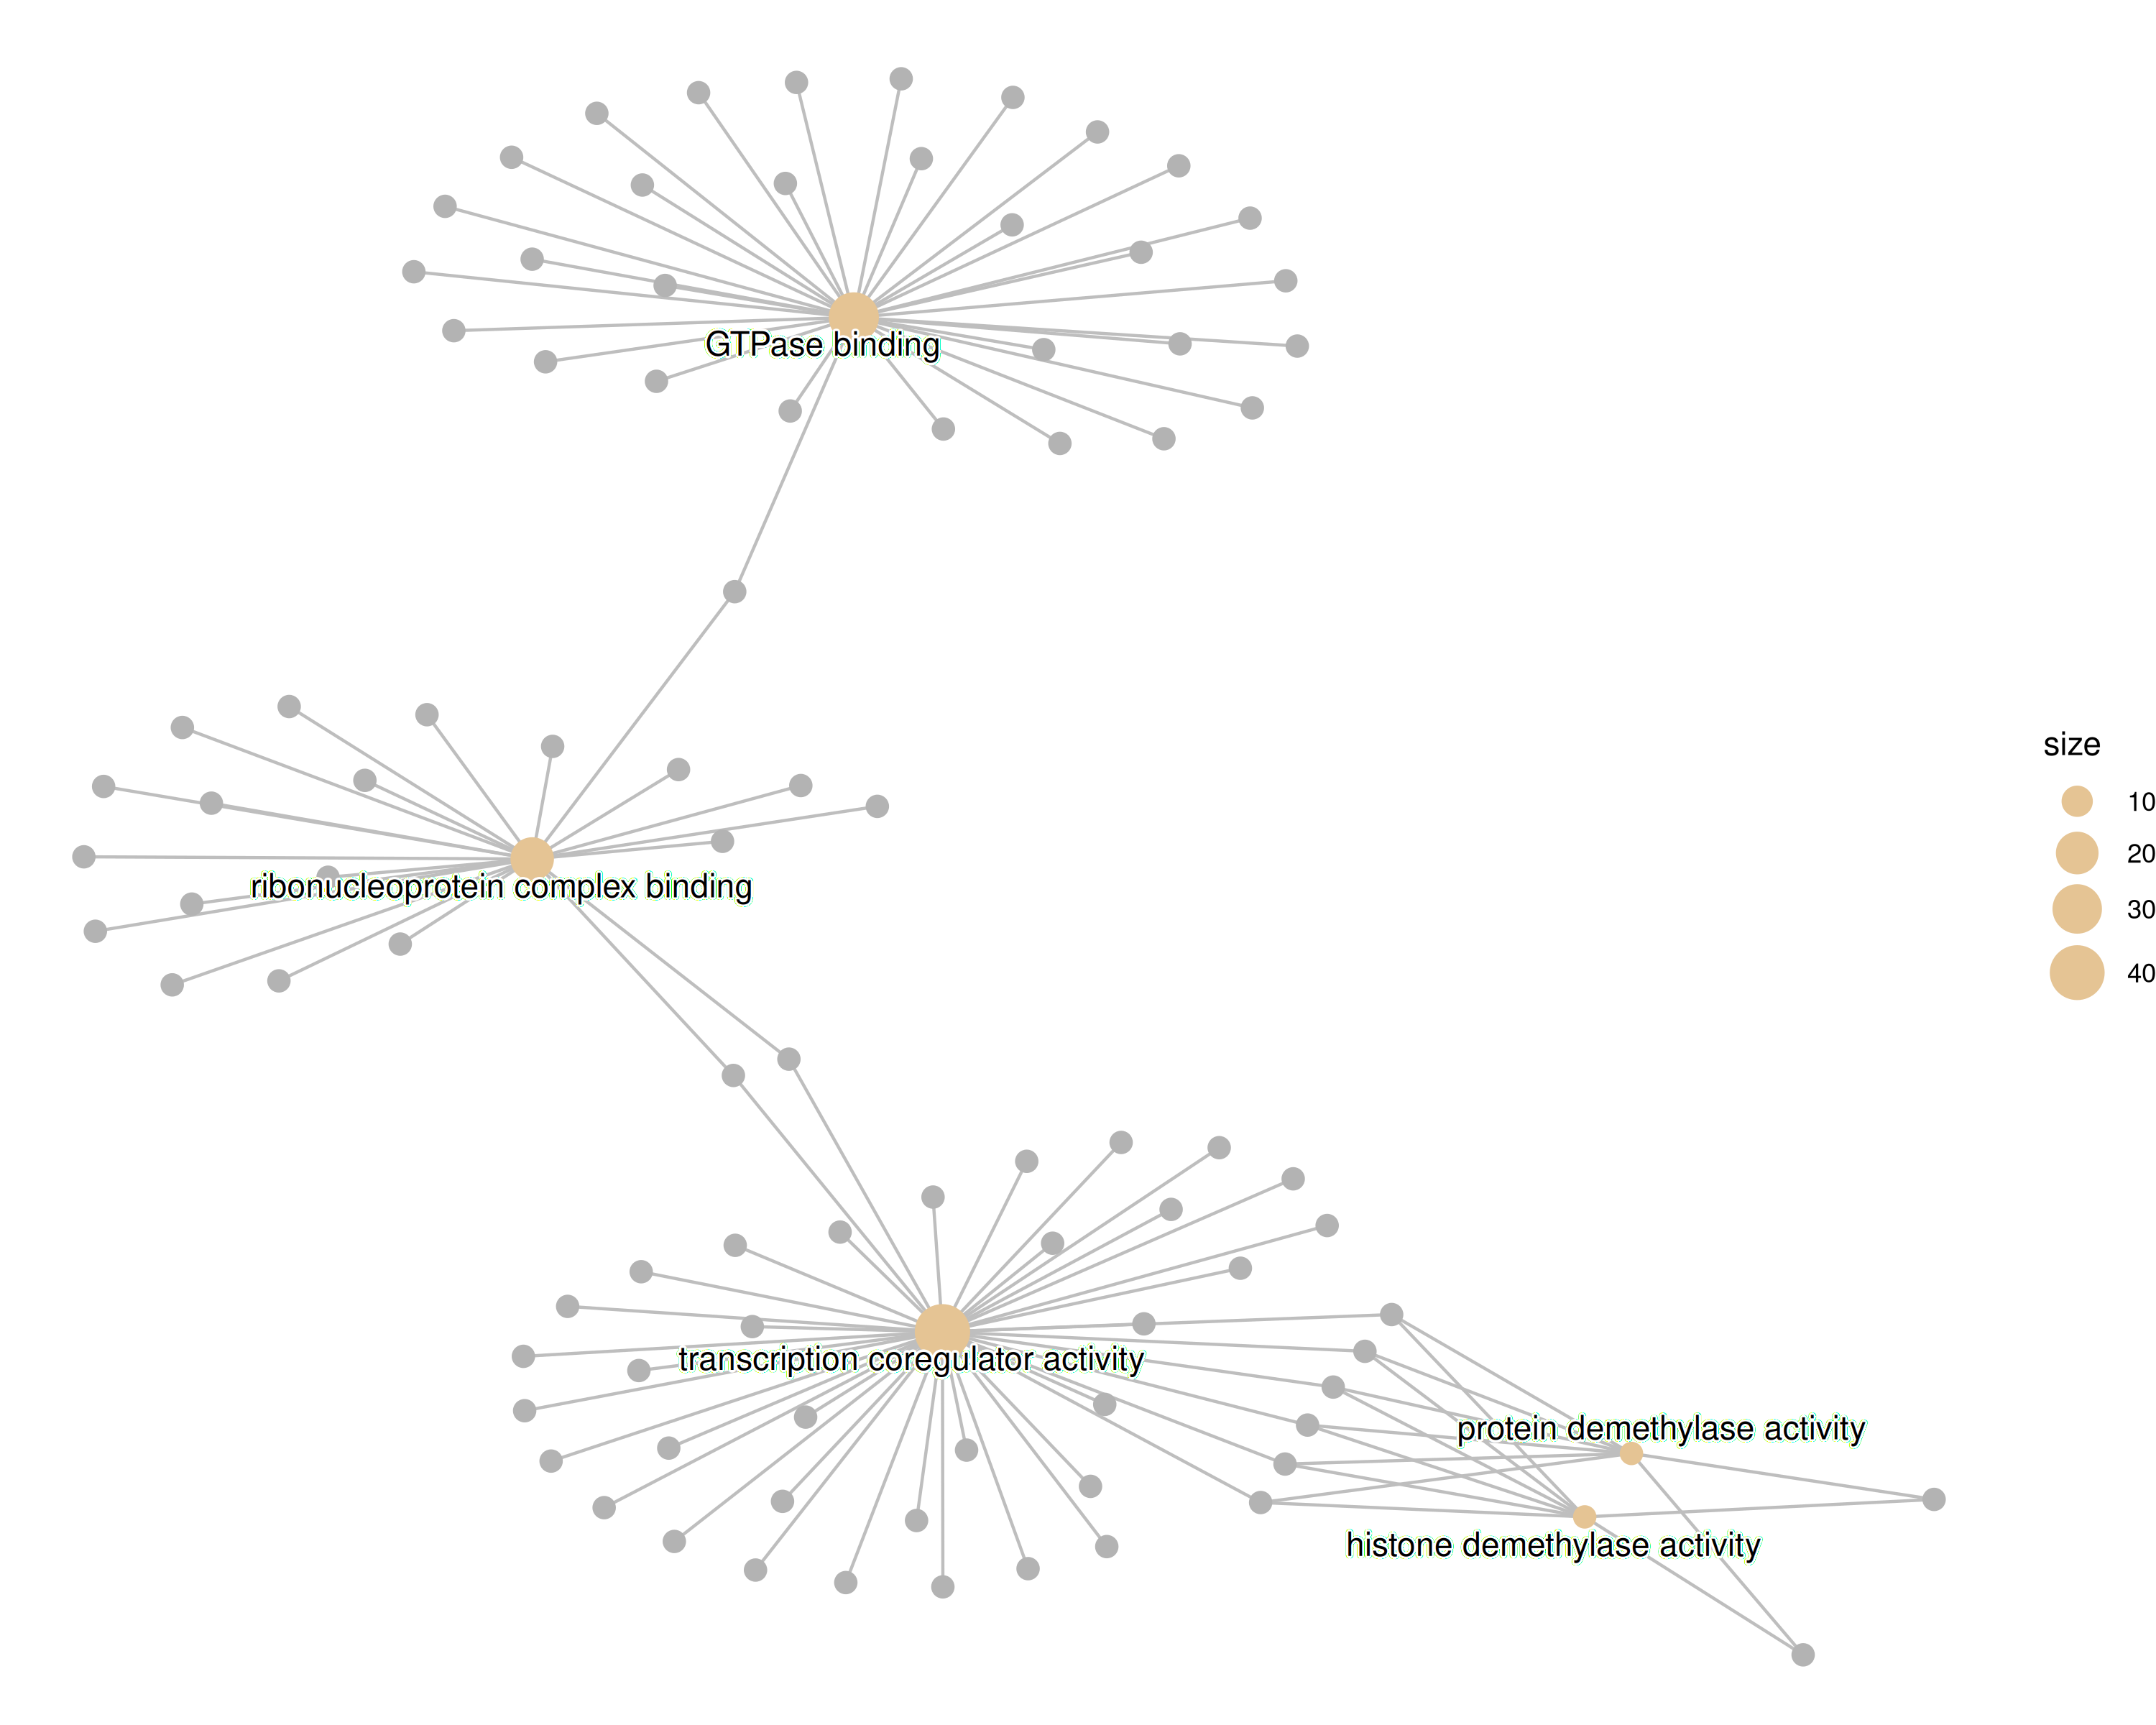 GTPase binding
size
10
20
ribonucleoprotein complex binding
30
40
transcription coregulator activity
protein demethylase activity
histone demethylase activity